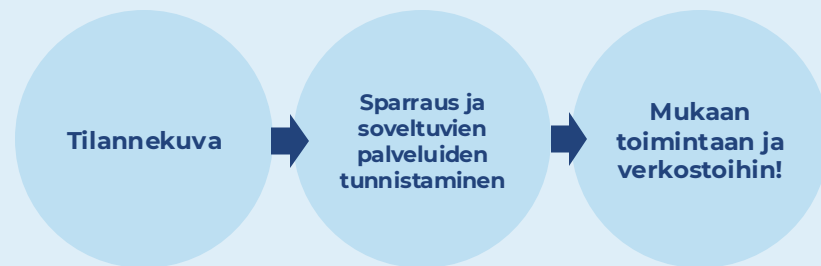 Tilannekuva
Sparraus ja
soveltuvien
palveluiden
tunnistaminen
Mukaan
toimintaan ja
verkostoihin!